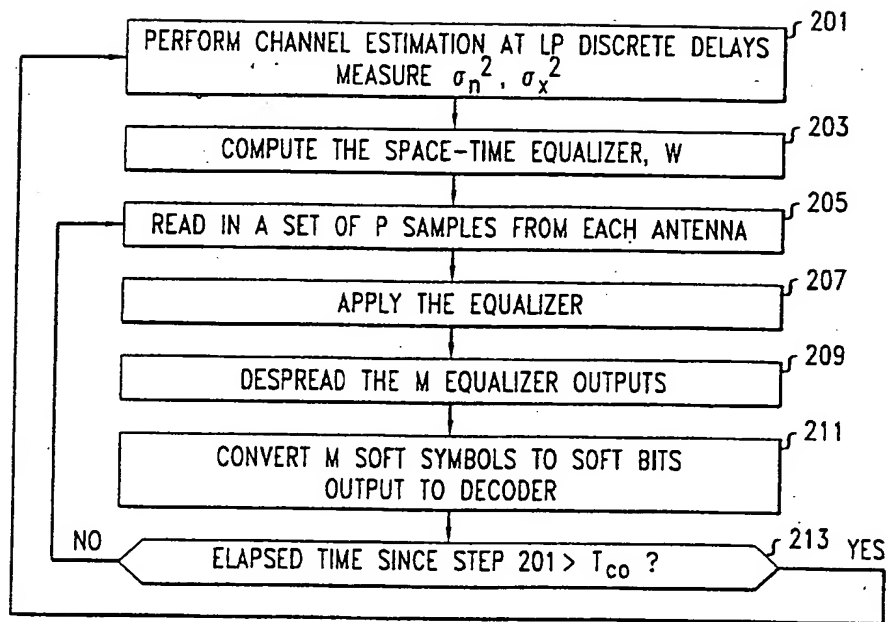 201
PERFORM CHANNEL ESTIMATION AT LP DISCRETE DELAYS
MEASURE σn², σx²
203
COMPUTE THE SPACE-TIME EQUALIZER, W
205
READ IN A SET OF P SAMPLES FROM EACH ANTENNA
207
APPLY THE EQUALIZER
209
DESPREAD THE M EQUALIZER OUTPUTS
211
CONVERT M SOFT SYMBOLS TO SOFT BITS
OUTPUT TO DECODER
213
NO
ELAPSED TIME SINCE STEP 201 > Tco ?
YES